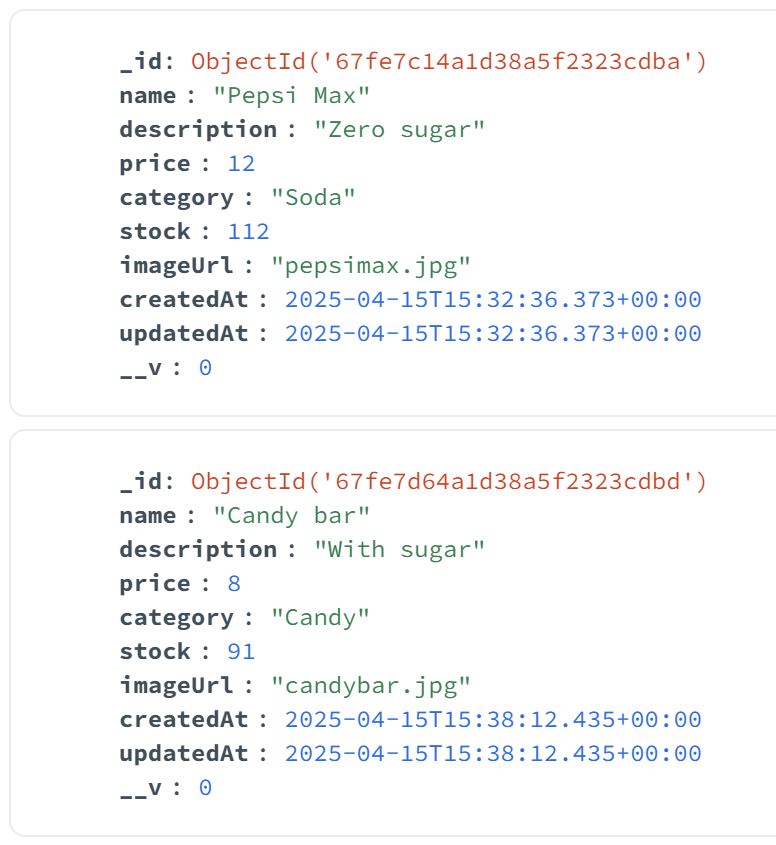 _id: ObjectId('67fe7c14a1d38a5f2323cdba')
name : "Pepsi Max"
description : "Zero sugar"
price : 12
category : "Soda"
stock : 112
imageUrl : "pepsimax.jpg"
createdAt : 2025-04-15T15:32:36.373+00:00
updatedAt : 2025-04-15T15:32:36.373+00:00
__v : 0
_id: ObjectId('67fe7d64a1d38a5f2323cdbd')
name : "Candy bar"
description : "With sugar"
price : 8
category : "Candy"
stock : 91
imageUrl : "candybar.jpg"
createdAt : 2025-04-15T15:38:12.435+00:00
updatedAt : 2025-04-15T15:38:12.435+00:00
__v : 0